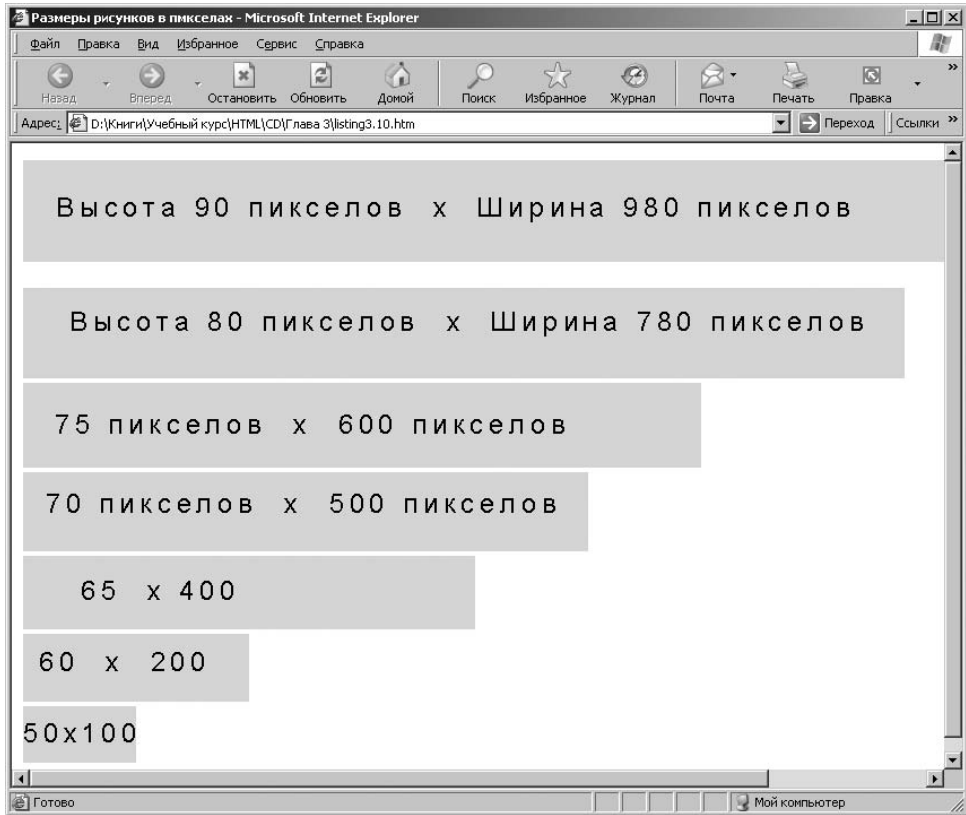 Размеры рисунков в пмкселах - Microsoft Internet Explorer
Файл Правка Вид Избранное Сервис Справка
Назад Вперед Остановить Обновить Домой Поиск Избранное Журнал Почта Печать Правка
Адрес: D:\Книги\Учебный курс\HTML\CD\Глава 3\listing3.10.htm Переход Ссылки
Высота 90 пикселов x Ширина 980 пикселов
Высота 80 пикселов x Ширина 780 пикселов
75 пикселов x 600 пикселов
70 пикселов x 500 пикселов
65 x 400
60 x 200
50x100
Готово Мой компьютер